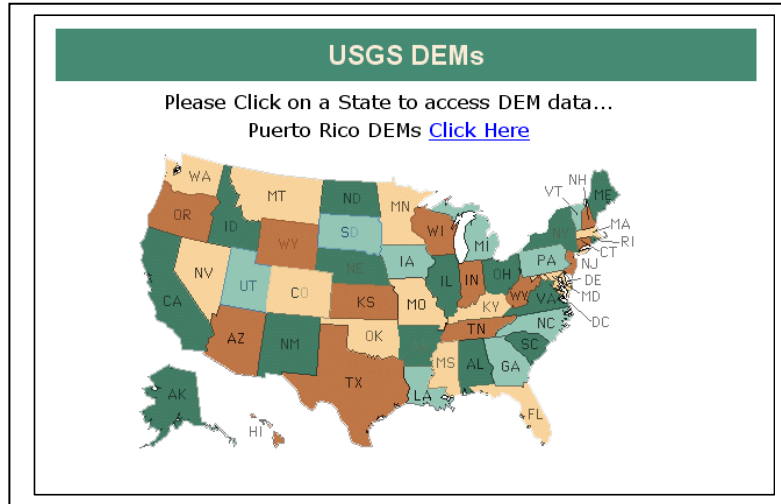 USGS DEMs
Please Click on a State to access DEM data...
Puerto Rico DEMs Click Here
WA
MT
ND
MN
VT
NH
ME
OR
ID
WY
SD
WI
MI
NY
MA
RI
CT
NV
UT
CO
NE
IA
IL
IN
OH
PA
NJ
DE
MD
DC
CA
KS
MO
KY
WV
VA
AZ
NM
OK
TN
NC
SC
TX
MS
AL
GA
LA
FL
AK
HI